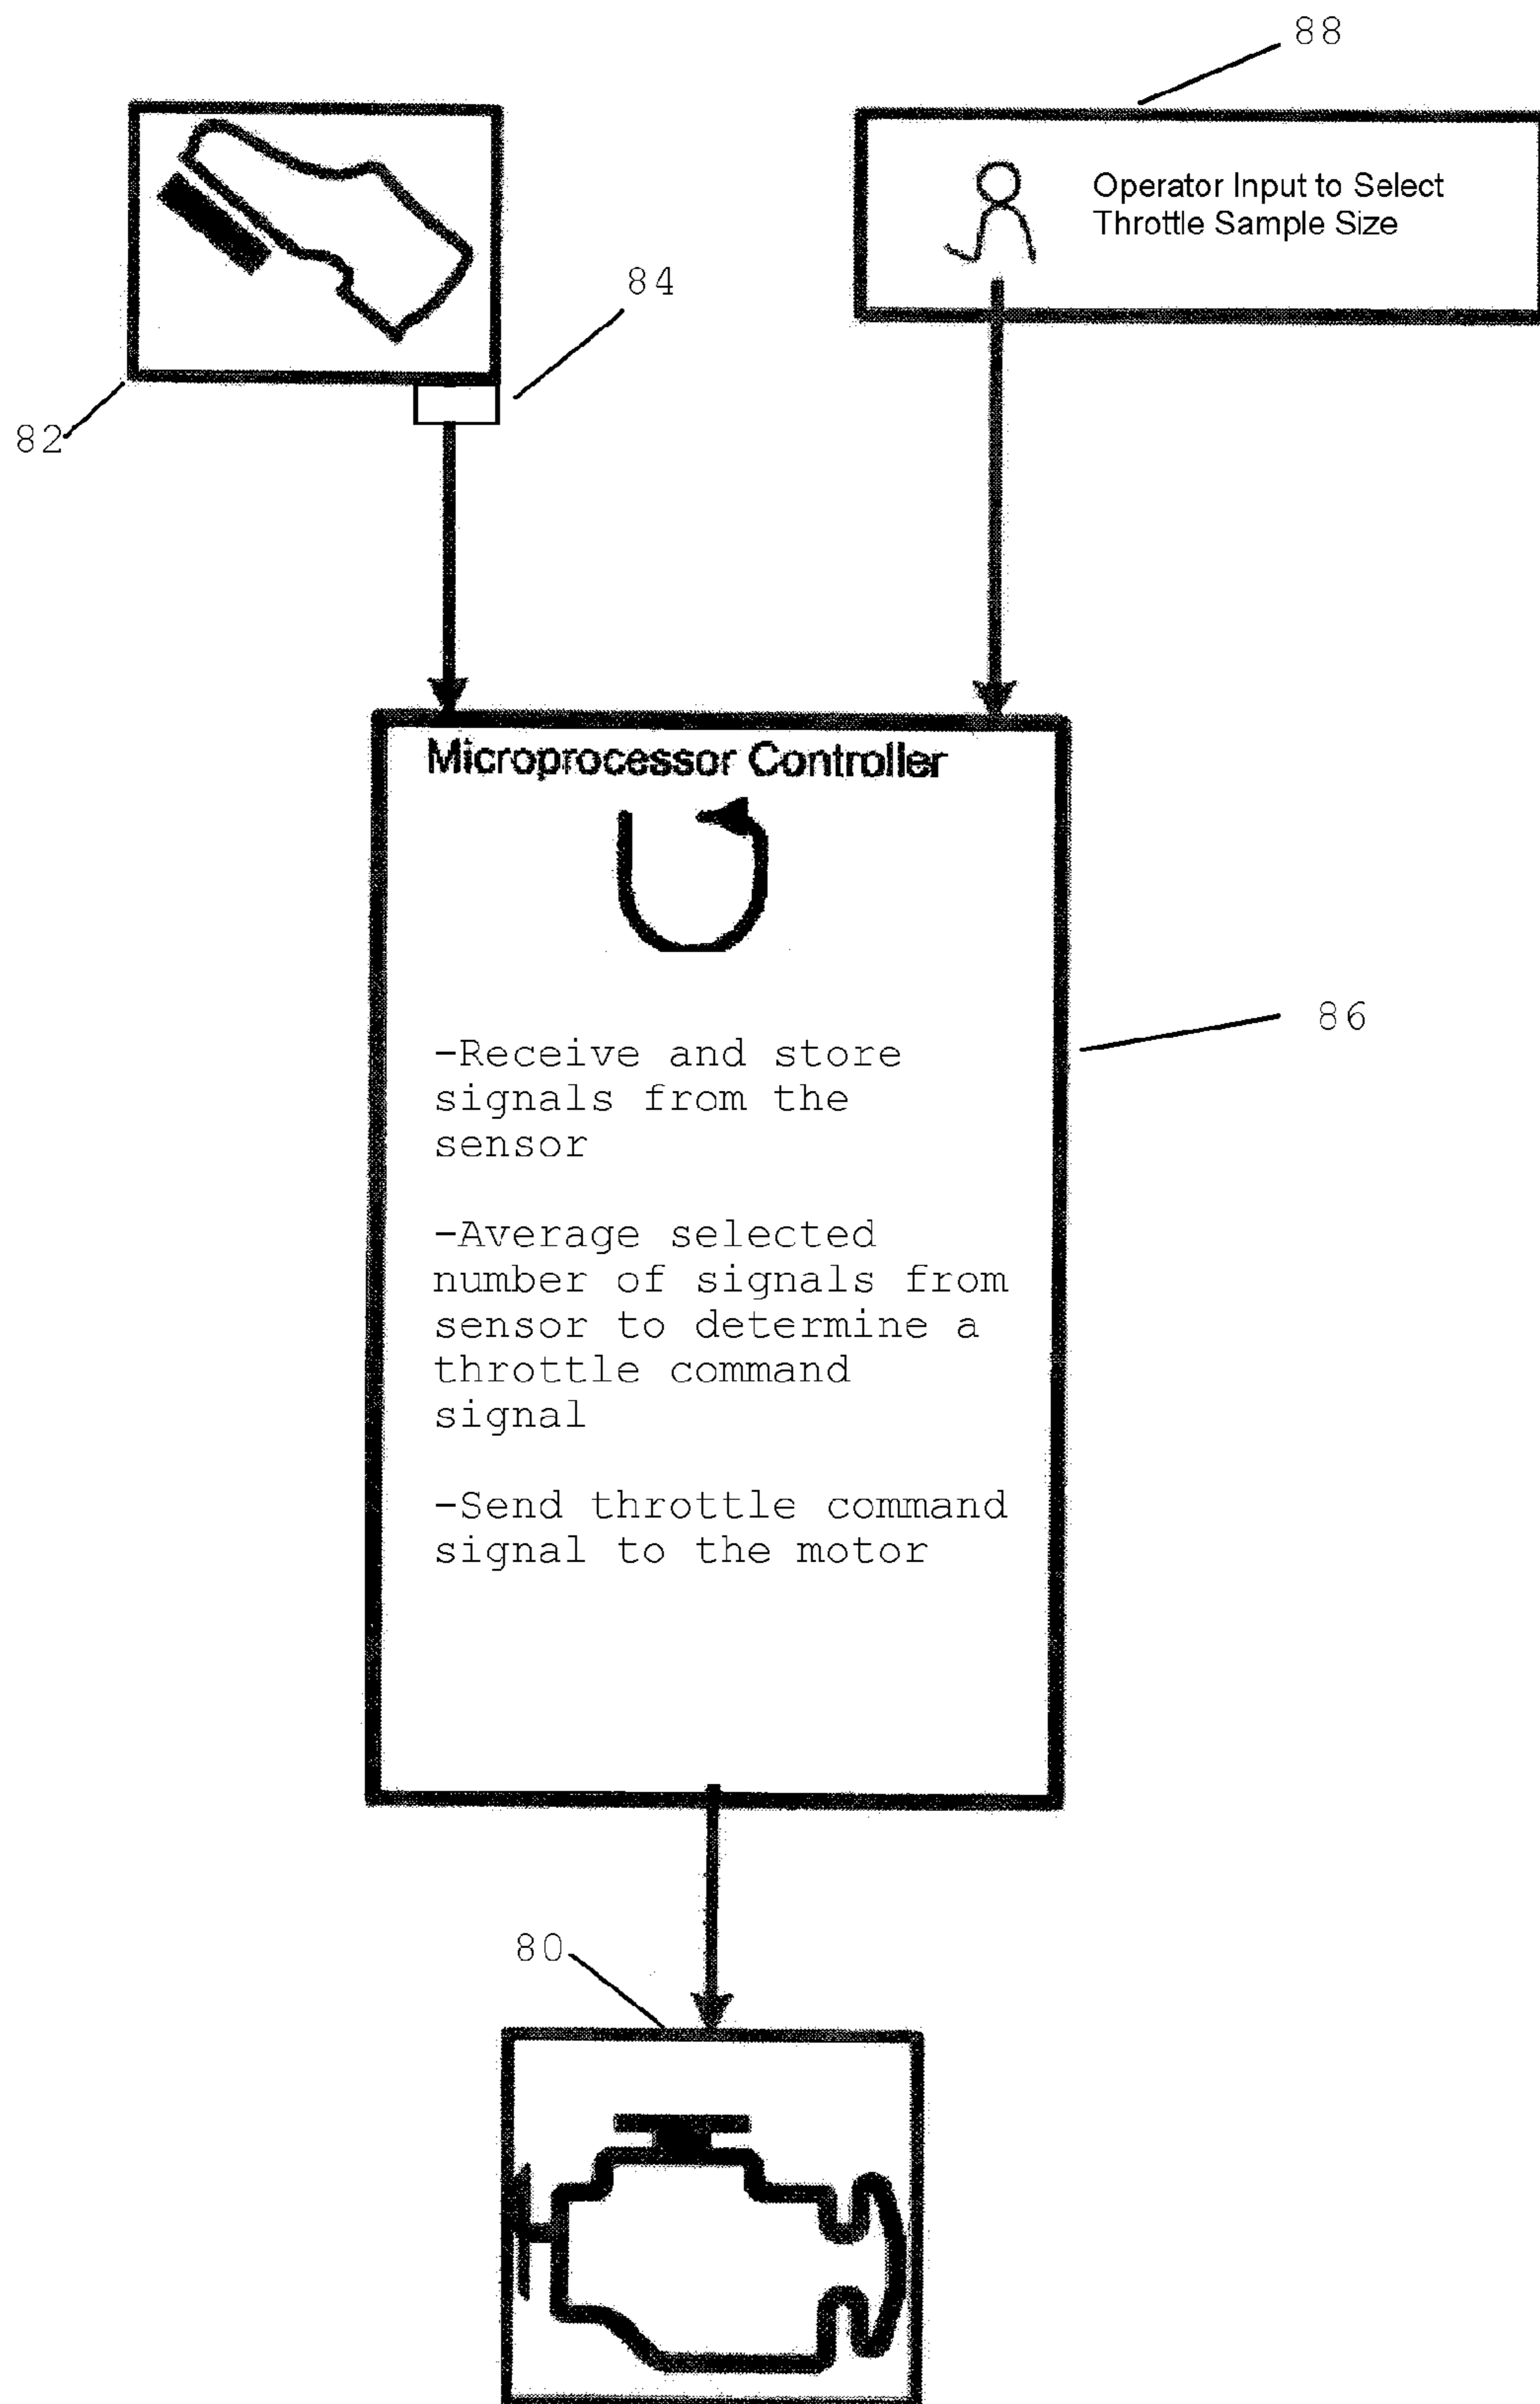 88
Operator Input to Select
Throttle Sample Size
84
82
Microprocessor Controller
86
-Receive and store
signals from the
sensor
-Average selected
number of signals from
sensor to determine a
throttle command
signal
-Send throttle command
signal to the motor
80